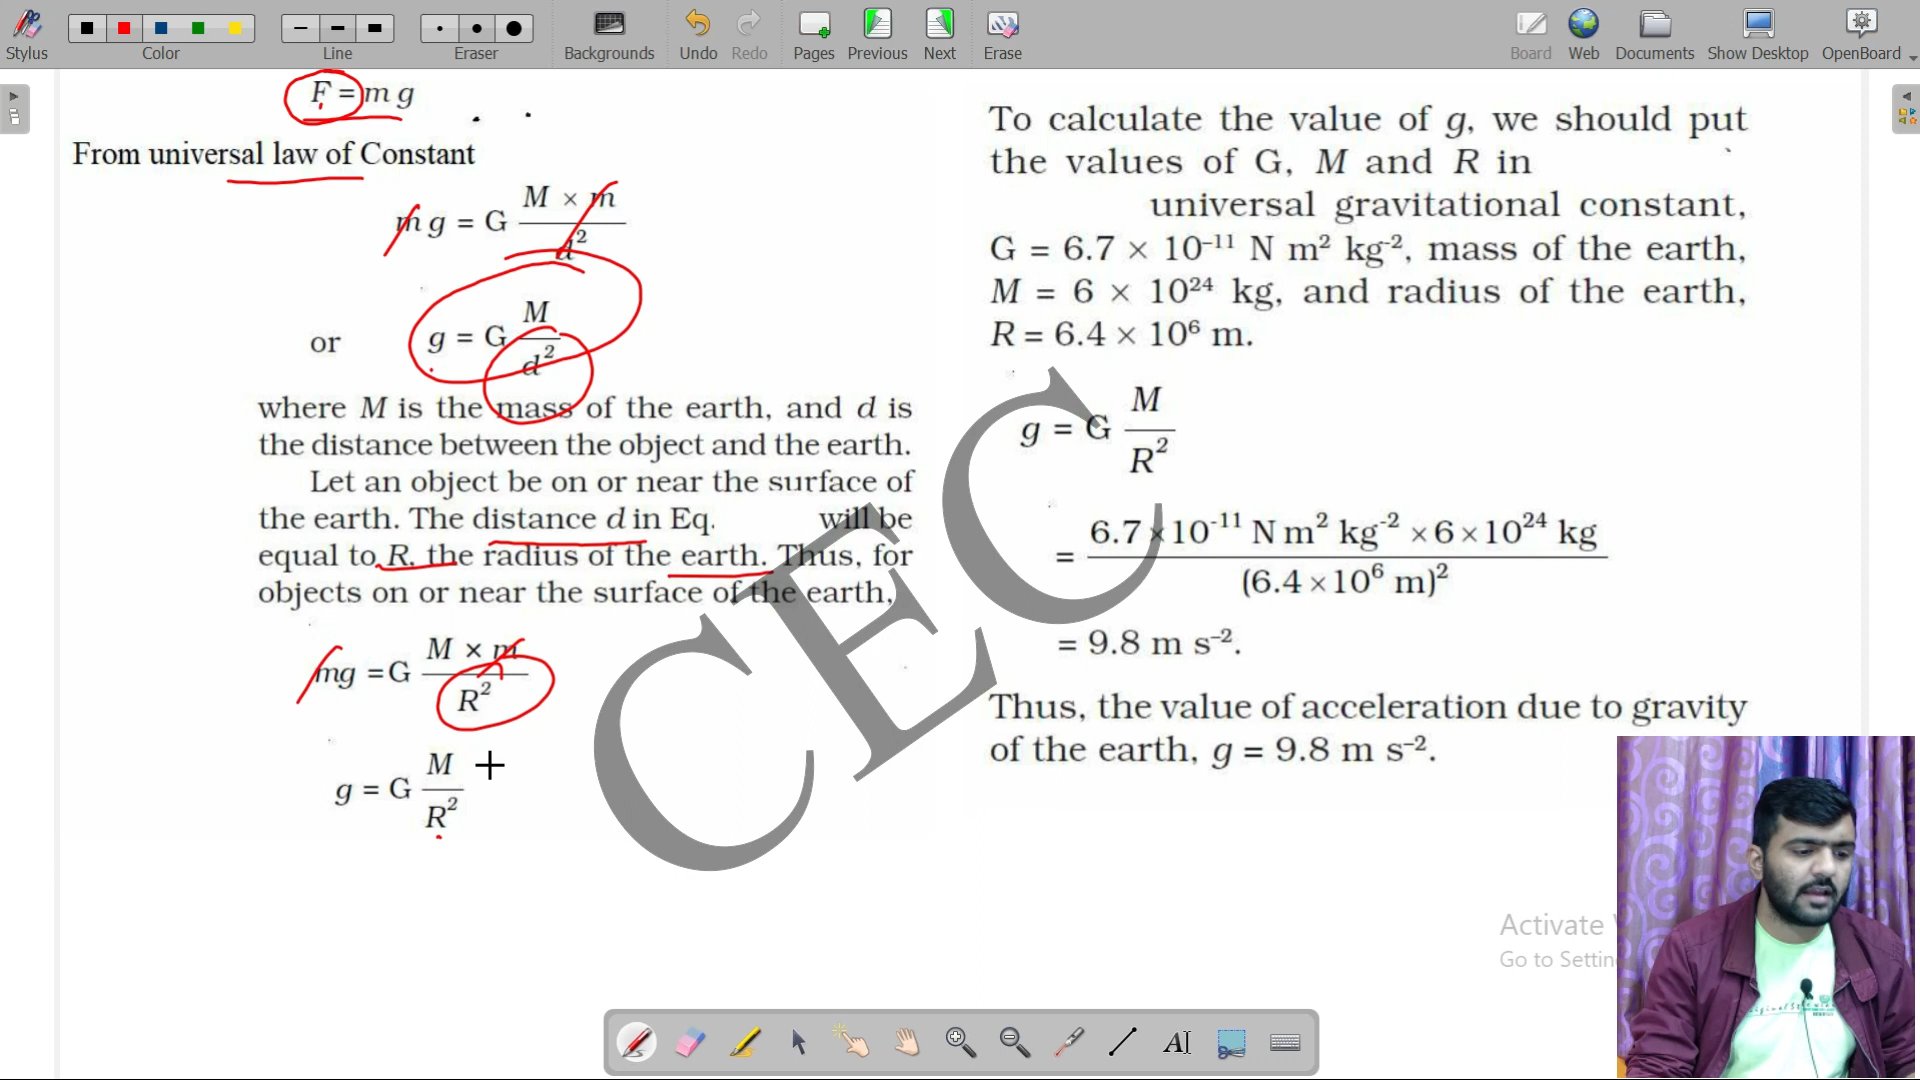 Stylus
Color
Line
Eraser
Backgrounds
Undo
Redo
Pages
Previous
Next
Erase
Board
Web
Documents
Show Desktop
OpenBoard
F = m g
From universal law of Constant
m g = G M × m / d²
or g = G M / d²
where M is the mass of the earth, and d is
the distance between the object and the earth.
Let an object be on or near the surface of
the earth. The distance d in Eq. will be
equal to R, the radius of the earth. Thus, for
objects on or near the surface of the earth,
mg = G M × m / R²
g = G M / R²
To calculate the value of g, we should put
the values of G, M and R in
universal gravitational constant,
G = 6.7 × 10⁻¹¹ N m² kg⁻², mass of the earth,
M = 6 × 10²⁴ kg, and radius of the earth,
R = 6.4 × 10⁶ m.
g = G M / R²
= 6.7 × 10⁻¹¹ N m² kg⁻² × 6 × 10²⁴ kg / (6.4 × 10⁶ m)²
= 9.8 m s⁻².
Thus, the value of acceleration due to gravity
of the earth, g = 9.8 m s⁻².
CEC
Activate
Go to Settin